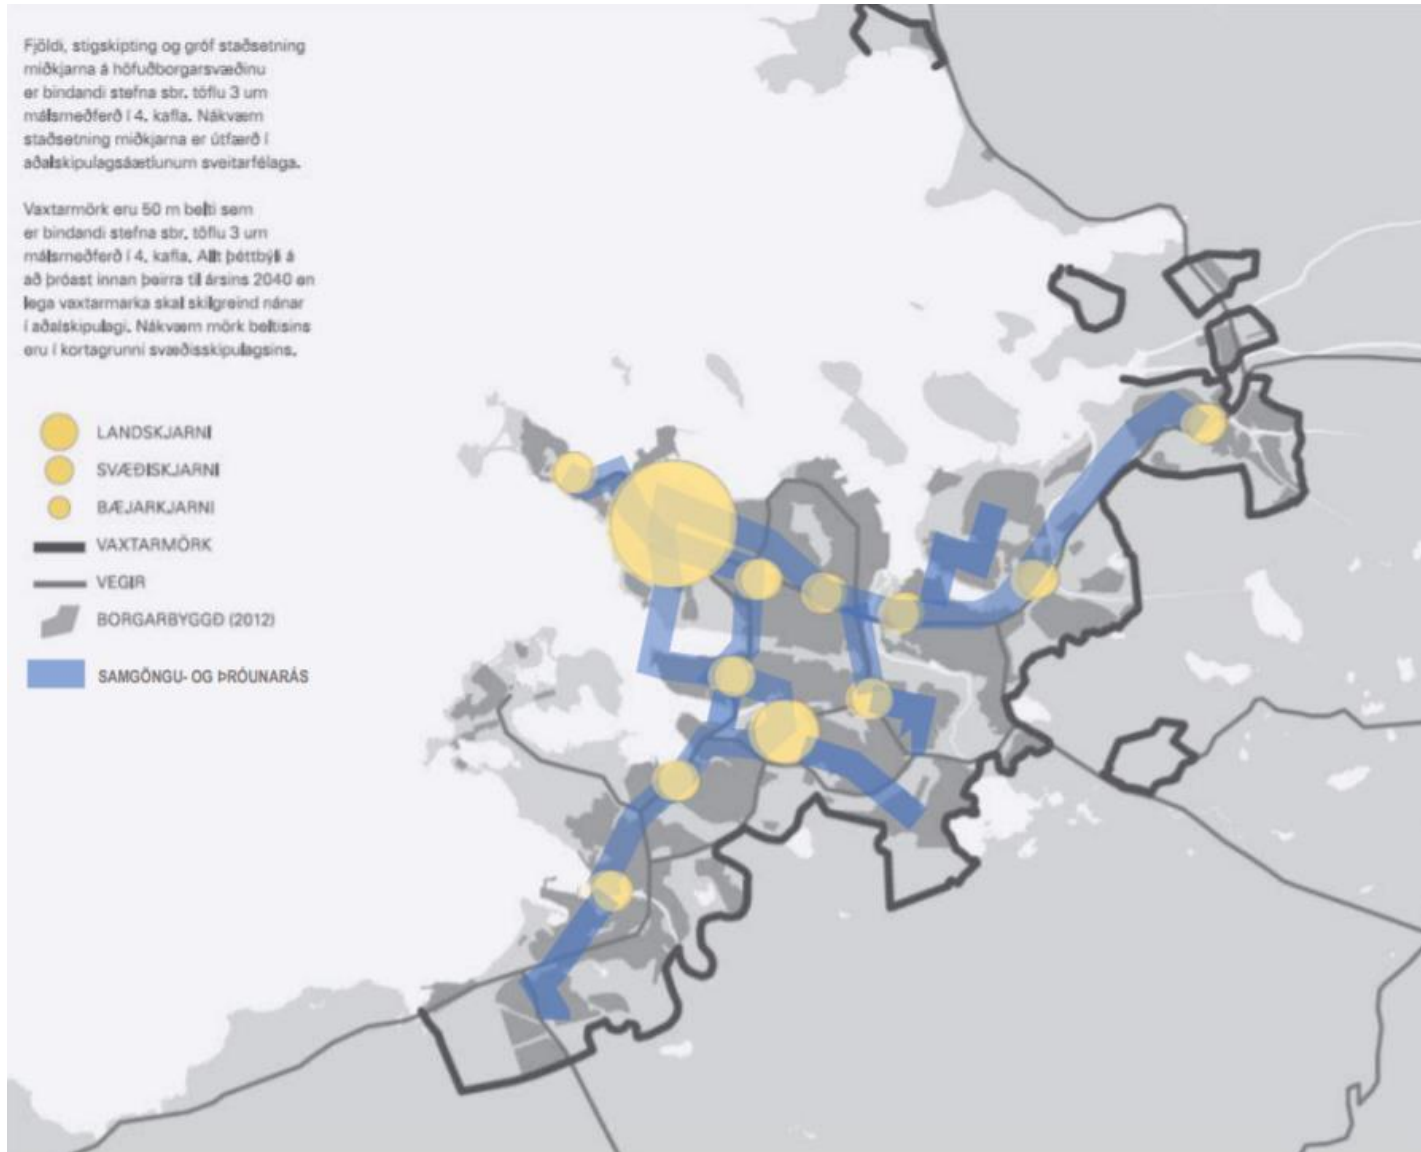 Fjöldi, stigskipting og gróf staðsetning
miðkjarna á höfuðborgarsvæðinu
er bindandi stefna sbr. töflu 3 um
málsmeðferð í 4. kafla. Nákvæm
staðsetning miðkjarna er útfærð í
aðalskipulagsáætlunum sveitarfélaga.
Vaxtarmörk eru 50 m belti sem
er bindandi stefna sbr. töflu 3 um
málsmeðferð í 4. kafla. Allt þéttbýli á
að þróast innan þeirra til ársins 2040 en
lega vaxtarmarka skal skilgreind nánar
í aðalskipulagi. Nákvæm mörk beltisins
eru í kortagrunni svæðisskipulagsins.
LANDSKJARNI
SVÆÐISKJARNI
BÆJARKJARNI
VAXTARMÖRK
VEGIR
BORGARBYGGÐ (2012)
SAMGÖNGU- OG ÞRÓUNARÁS